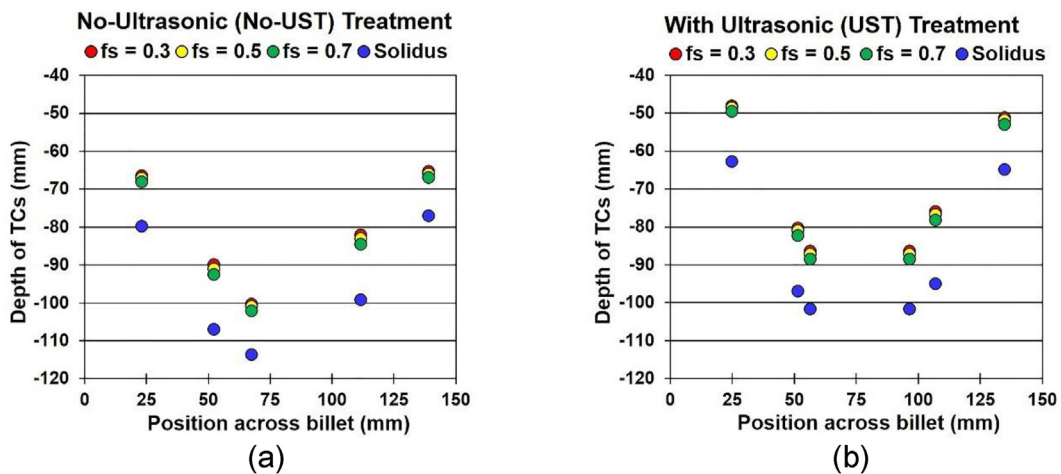 No-Ultrasonic (No-UST) Treatment
fs = 0.3 fs = 0.5 fs = 0.7 Solidus
-40
-50
-60
-70
-80
-90
-100
-110
-120
0 25 50 75 100 125 150
Depth of TCs (mm)
Position across billet (mm)
(a)
With Ultrasonic (UST) Treatment
fs = 0.3 fs = 0.5 fs = 0.7 Solidus
-40
-50
-60
-70
-80
-90
-100
-110
-120
0 25 50 75 100 125 150
Depth of TCs (mm)
Position across billet (mm)
(b)